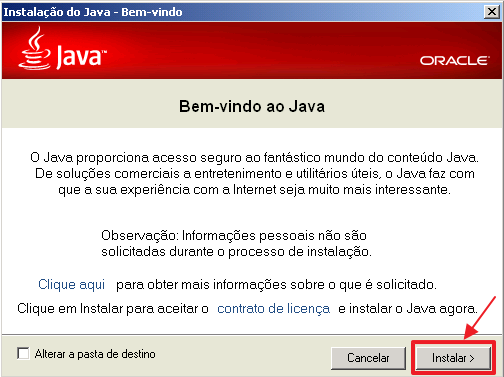 Instalação do Java - Bem-vindo
Java™
ORACLE
Bem-vindo ao Java
O Java proporciona acesso seguro ao fantástico mundo do conteúdo Java.
De soluções comerciais a entretenimento e utilitários úteis, o Java faz com
que a sua experiência com a Internet seja muito mais interessante.
Observação: Informações pessoais não são
solicitadas durante o processo de instalação.
Clique aqui para obter mais informações sobre o que é solicitado.
Clique em Instalar para aceitar o contrato de licença e instalar o Java agora.
Alterar a pasta de destino
Cancelar
Instalar >